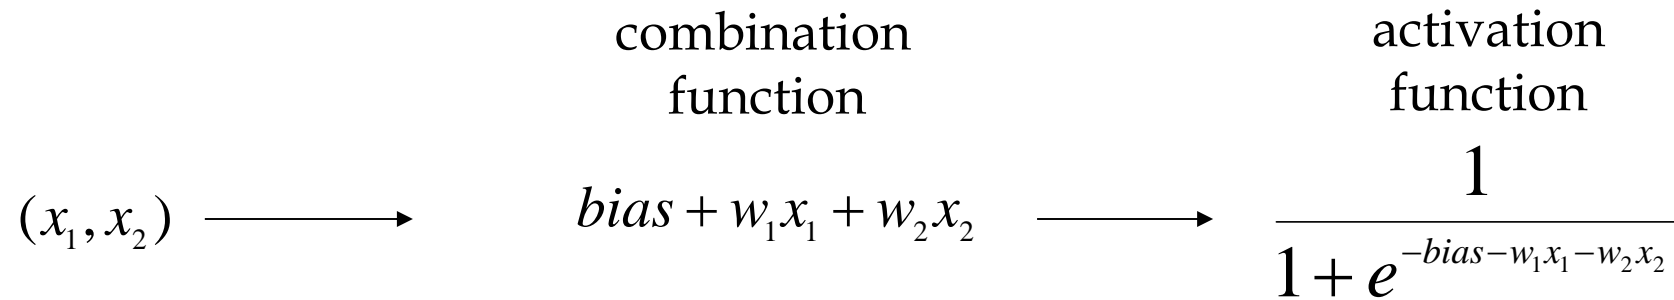 combination
function
activation
function
(x₁, x₂)
bias + w₁x₁ + w₂x₂
1
1 + e^{−bias−w₁x₁−w₂x₂}